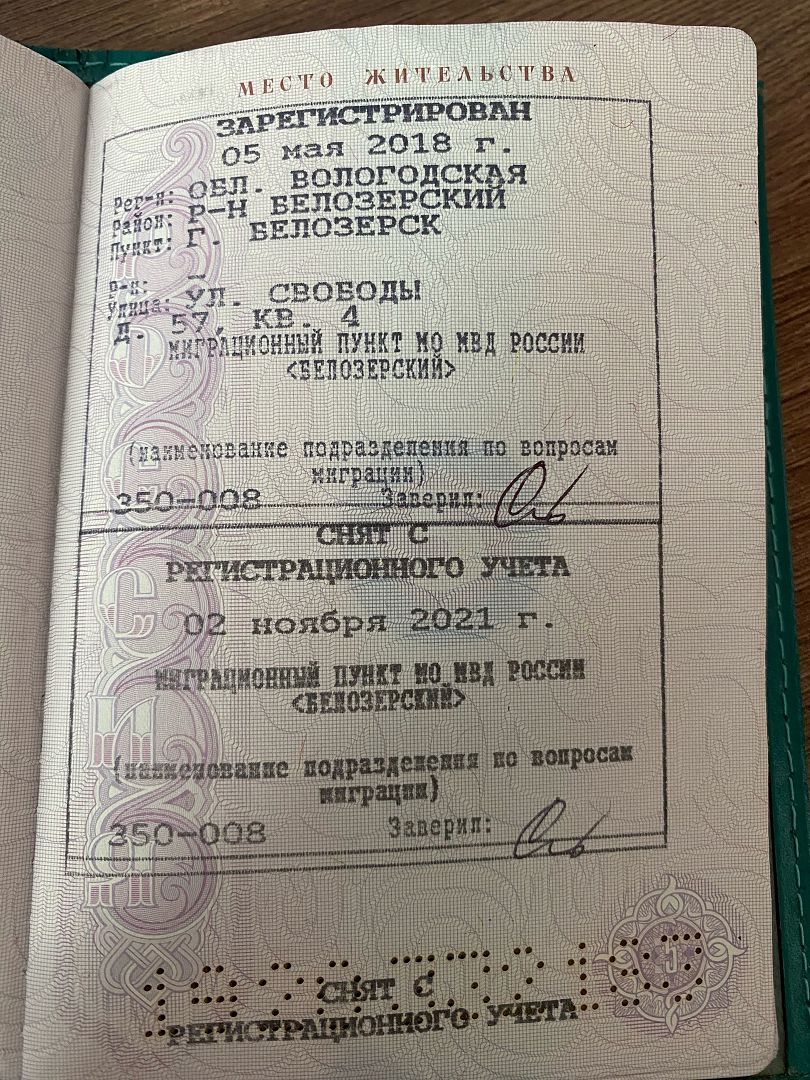 МЕСТО ЖИТЕЛЬСТВА
ЗАРЕГИСТРИРОВАН
05 мая 2018 г.
Рег-н: ОБЛ. ВОЛОГОДСКАЯ
Район: Р-Н БЕЛОЗЕРСКИЙ
Пункт: Г. БЕЛОЗЕРСК
Р-н: –
Улица: УЛ. СВОБОДЫ
Д. 57, КВ. 4
МИГРАЦИОННЫЙ ПУНКТ МО МВД РОССИИ
<БЕЛОЗЕРСКИЙ>
(наименование подразделения по вопросам
миграции)
350-008 Заверил:
СНЯТ С
РЕГИСТРАЦИОННОГО УЧЕТА
02 ноября 2021 г.
МИГРАЦИОННЫЙ ПУНКТ МО МВД РОССИИ
<БЕЛОЗЕРСКИЙ>
(наименование подразделения по вопросам
миграции)
350-008 Заверил:
5
СНЯТ С
РЕГИСТРАЦИОННОГО УЧЕТА